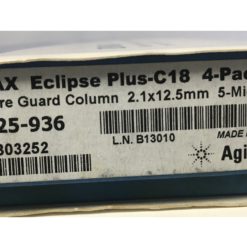 AX Eclipse Plus-C18 4-Pac
re Guard Column 2.1x12.5mm 5-Mi
25-936
303252
L.N. B13010
MADE
Agi